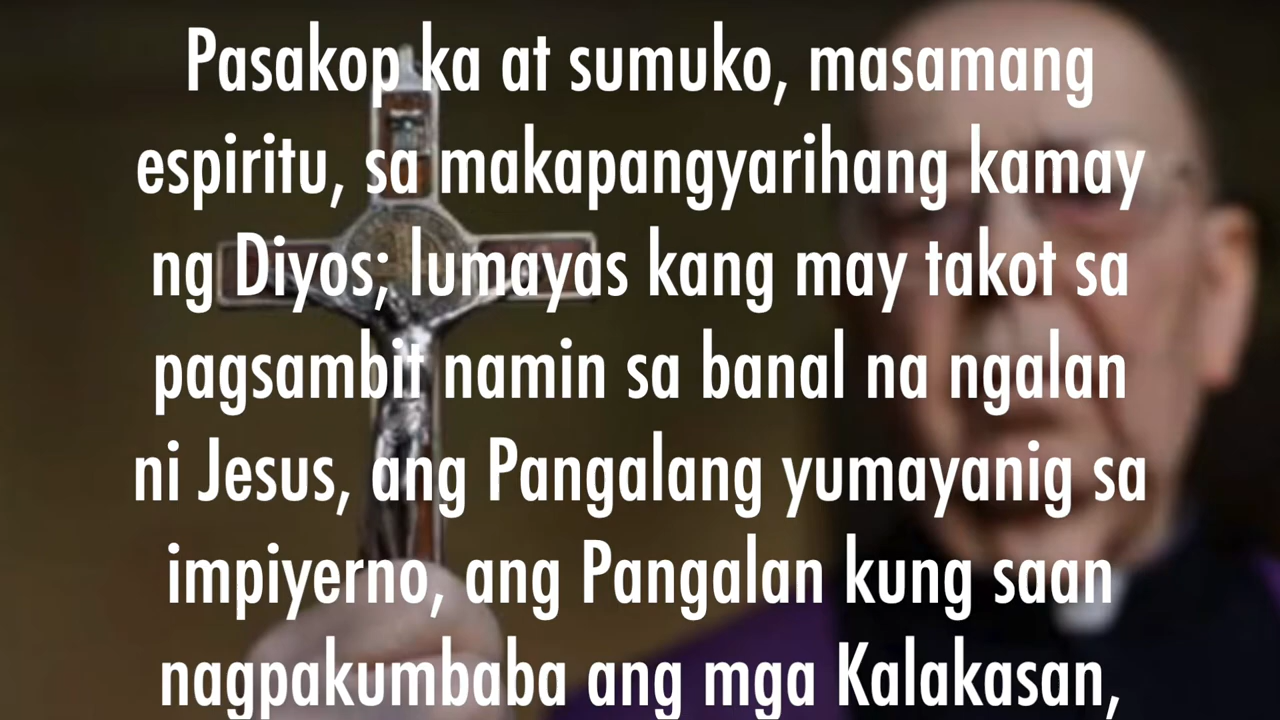 Pasakop ka at sumuko, masamang
espiritu, sa makapangyarihang kamay
ng Diyos; lumayas kang may takot sa
pagsambit namin sa banal na ngalan
ni Jesus, ang Pangalang yumayanig sa
impiyerno, ang Pangalan kung saan
nagpakumbaba ang mga Kalakasan,